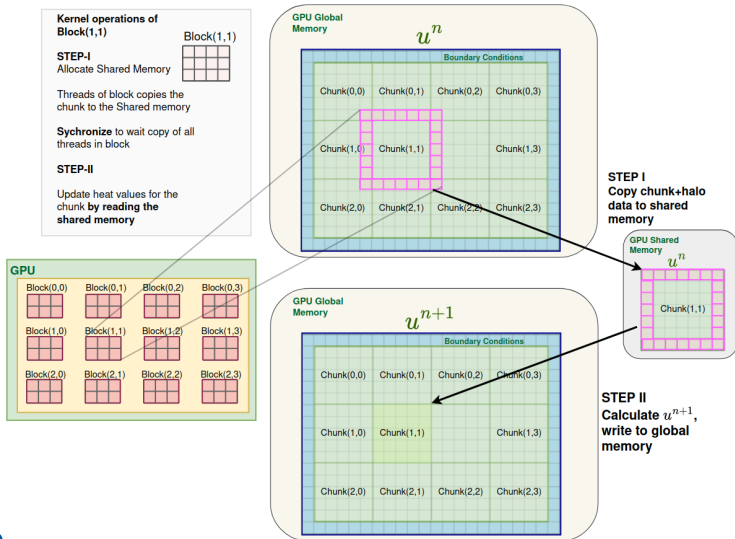 Kernel operations of
Block(1,1)
Block(1,1)
STEP-I
Allocate Shared Memory
Threads of block copies the
chunk to the Shared memory
Sychronize to wait copy of all
threads in block
STEP-II
Update heat values for the
chunk by reading the
shared memory
GPU Global
Memory
u^n
Boundary Conditions
Chunk(0,0) Chunk(0,1) Chunk(0,2) Chunk(0,3)
Chunk(1,0) Chunk(1,1) Chunk(1,3)
Chunk(2,0) Chunk(2,1) Chunk(2,2) Chunk(2,3)
STEP I
Copy chunk+halo
data to shared
memory
GPU Shared
Memory
u^n
Chunk(1,1)
GPU
Block(0,0) Block(0,1) Block(0,2) Block(0,3)
Block(1,0) Block(1,1) Block(1,2) Block(1,3)
Block(2,0) Block(2,1) Block(2,2) Block(2,3)
GPU Global
Memory
u^{n+1}
Boundary Conditions
Chunk(0,0) Chunk(0,1) Chunk(0,2) Chunk(0,3)
Chunk(1,0) Chunk(1,1) Chunk(1,3)
Chunk(2,0) Chunk(2,1) Chunk(2,2) Chunk(2,3)
STEP II
Calculate u^{n+1},
write to global
memory